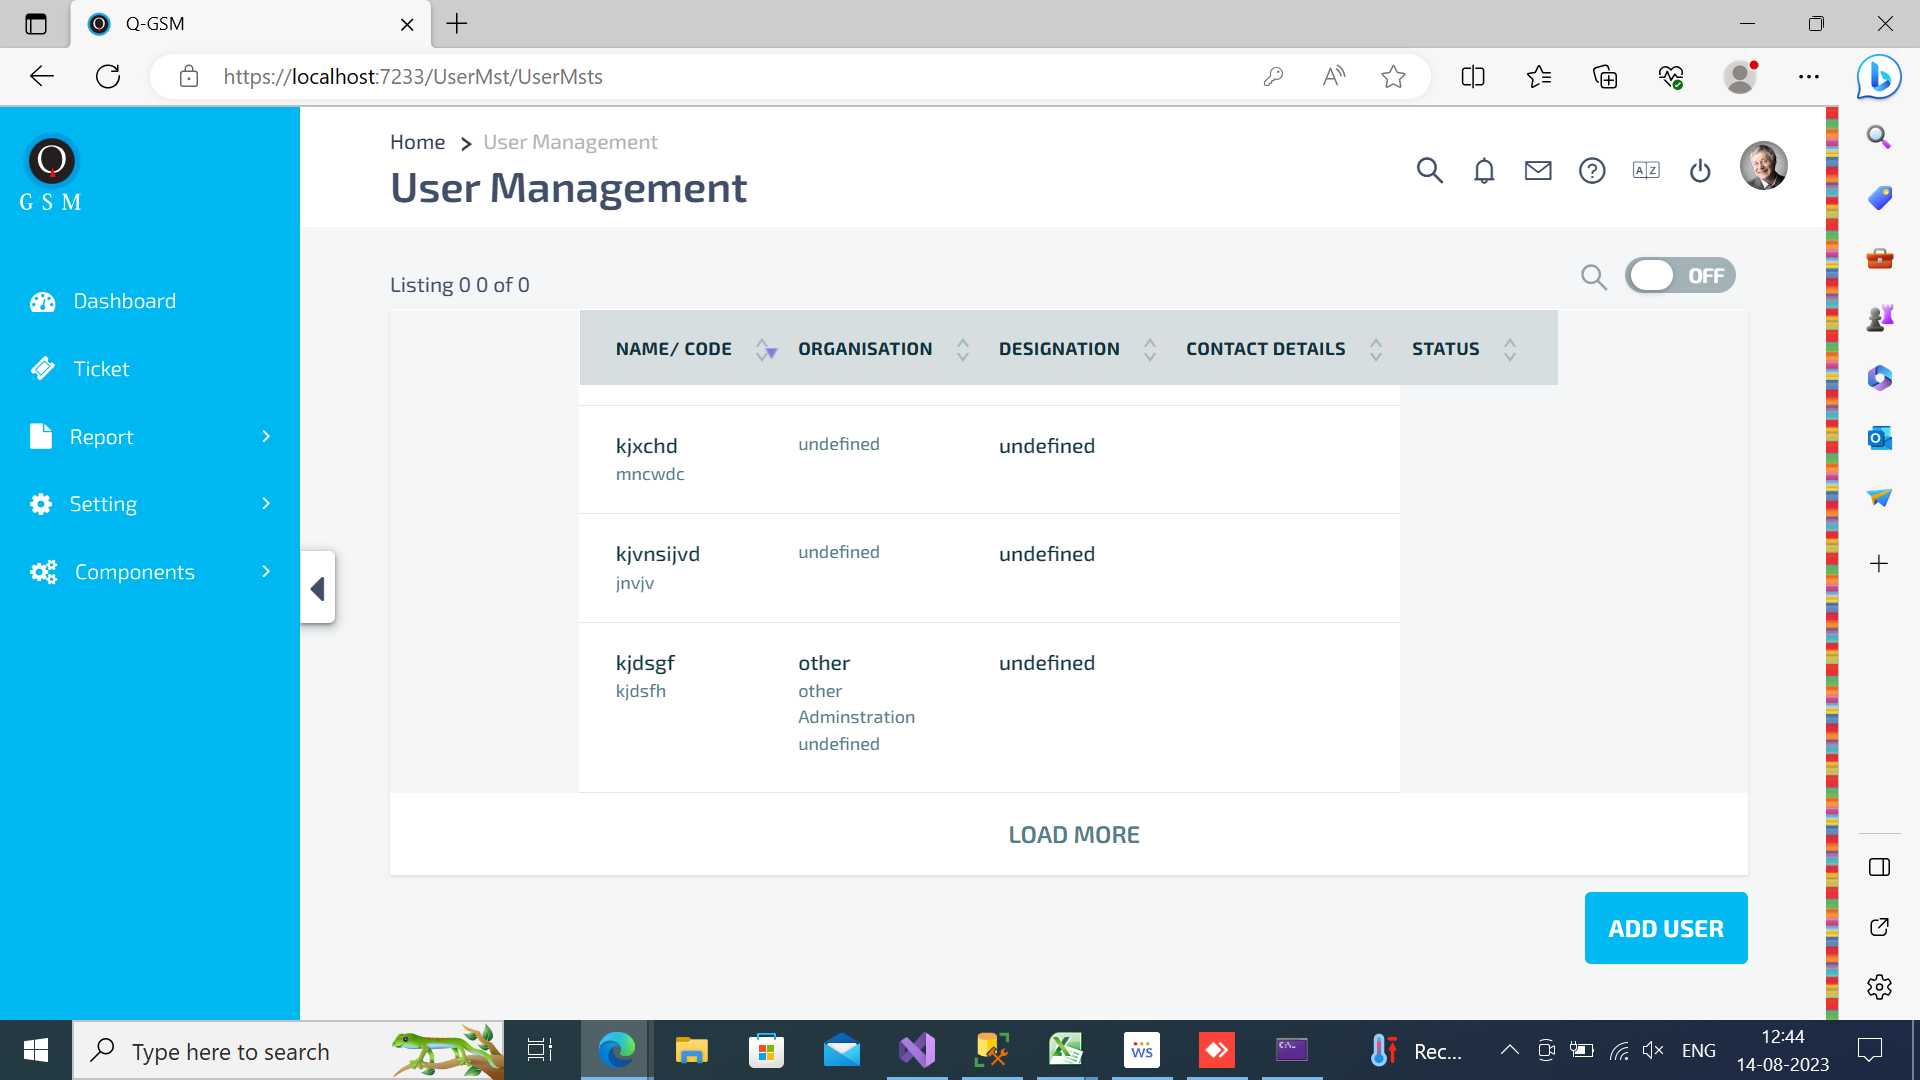 Q-GSM
https://localhost:7233/UserMst/UserMsts
Q
GSM
Home > User Management
User Management
A Z
Dashboard
Ticket
Report
Setting
Components
Listing 0 0 of 0
OFF
NAME/ CODE ORGANISATION DESIGNATION CONTACT DETAILS STATUS
kjxchd undefined undefined
mncwdc
kjvnsijvd undefined undefined
jnvjv
kjdsgf other undefined
kjdsfh other
Adminstration
undefined
LOAD MORE
ADD USER
Type here to search
WS
Rec...
ENG
12:44
14-08-2023